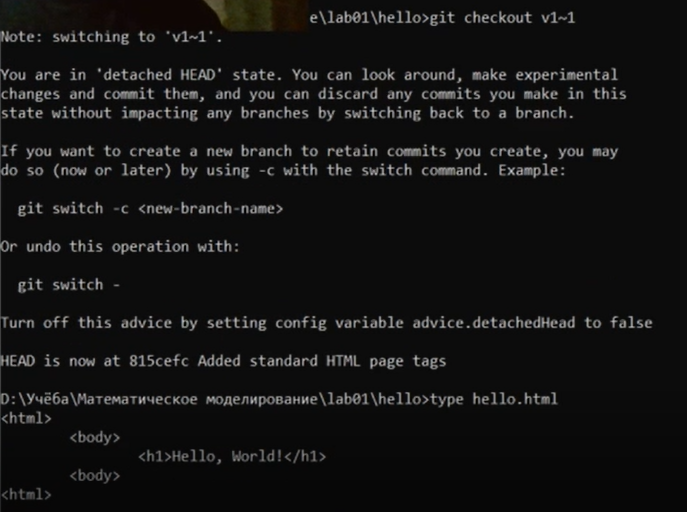 e\lab01\hello>git checkout v1~1
Note: switching to 'v1~1'.
You are in 'detached HEAD' state. You can look around, make experimental
changes and commit them, and you can discard any commits you make in this
state without impacting any branches by switching back to a branch.
If you want to create a new branch to retain commits you create, you may
do so (now or later) by using -c with the switch command. Example:
git switch -c <new-branch-name>
Or undo this operation with:
git switch -
Turn off this advice by setting config variable advice.detachedHead to false
HEAD is now at 815cefc Added standard HTML page tags
D:\Учёба\Математическое моделирование\lab01\hello>type hello.html
<html>
<body>
<h1>Hello, World!</h1>
<body>
<html>